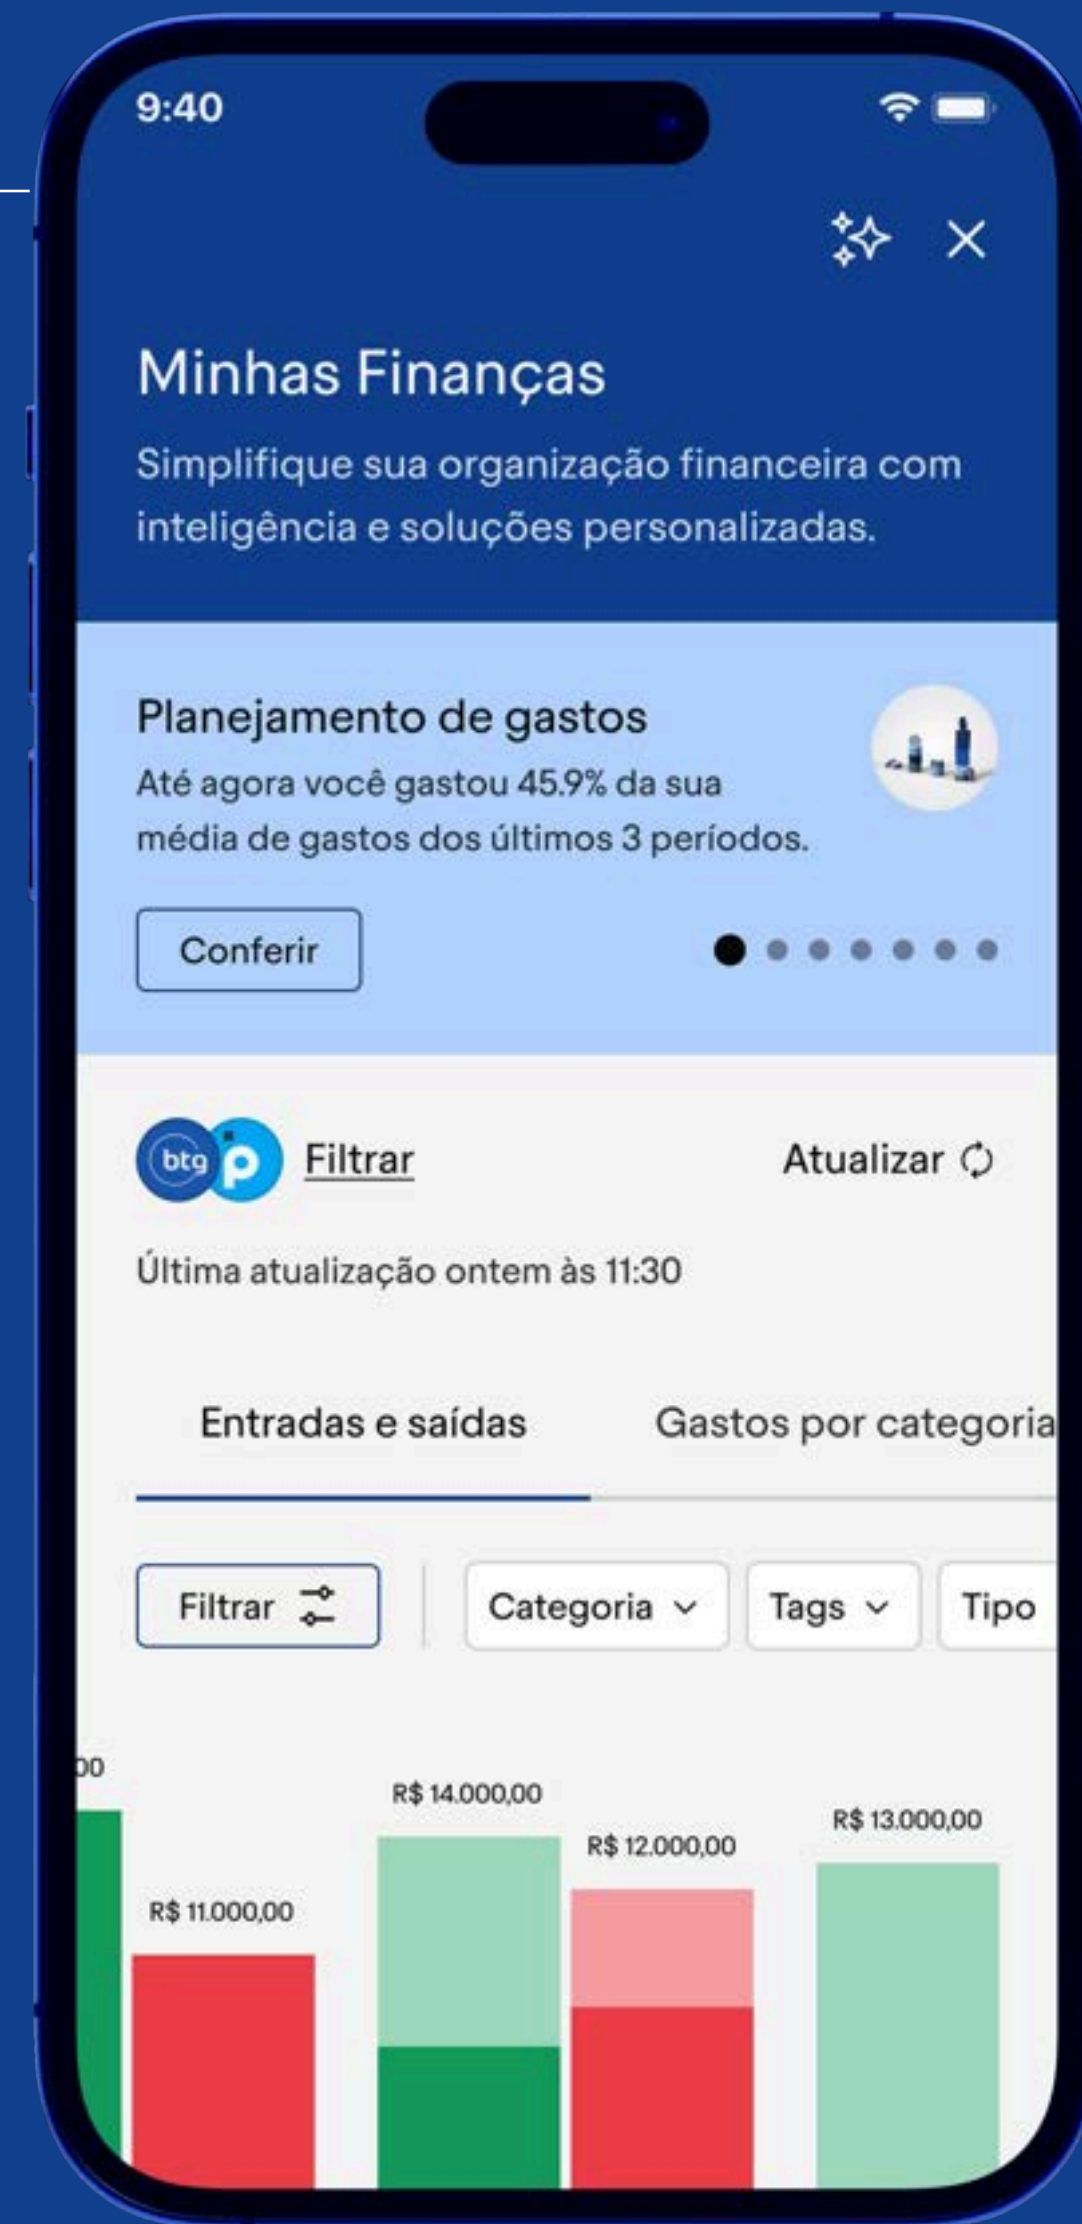 9:40
Minhas Finanças
Simplifique sua organização financeira com
inteligência e soluções personalizadas.
Planejamento de gastos
Até agora você gastou 45.9% da sua
média de gastos dos últimos 3 períodos.
Conferir
btg p Filtrar Atualizar
Última atualização ontem às 11:30
Entradas e saídas Gastos por categoria
Filtrar Categoria Tags Tipo
00
R$ 14.000,00
R$ 13.000,00
R$ 12.000,00
R$ 11.000,00